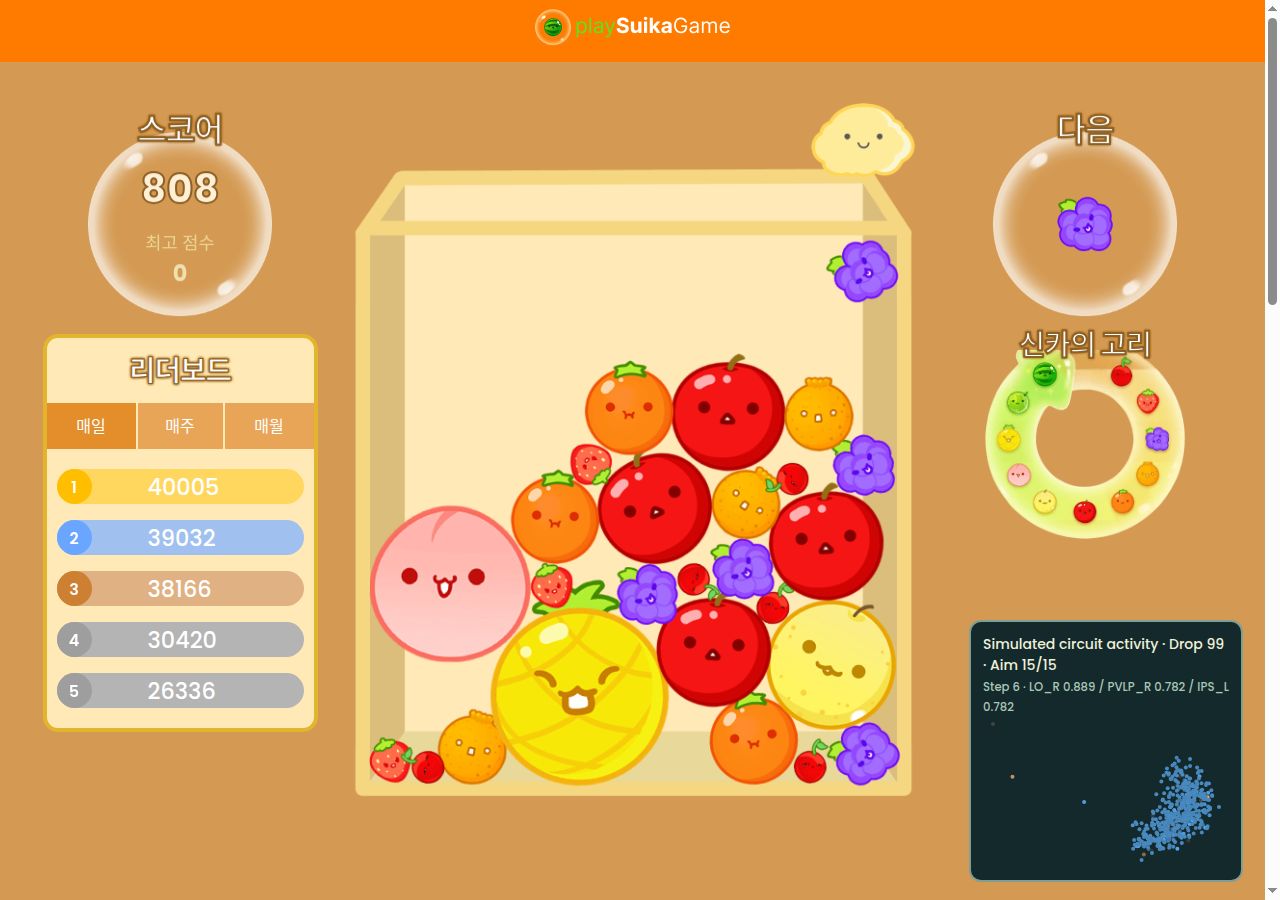 playSuikaGame
스코어
808
최고 점수
0
다음
리더보드
매일 매주 매월
1 40005
2 39032
3 38166
4 30420
5 26336
신카의 고리
Simulated circuit activity · Drop 99
· Aim 15/15
Step 6 · LO_R 0.889 / PVLP_R 0.782 / IPS_L
0.782